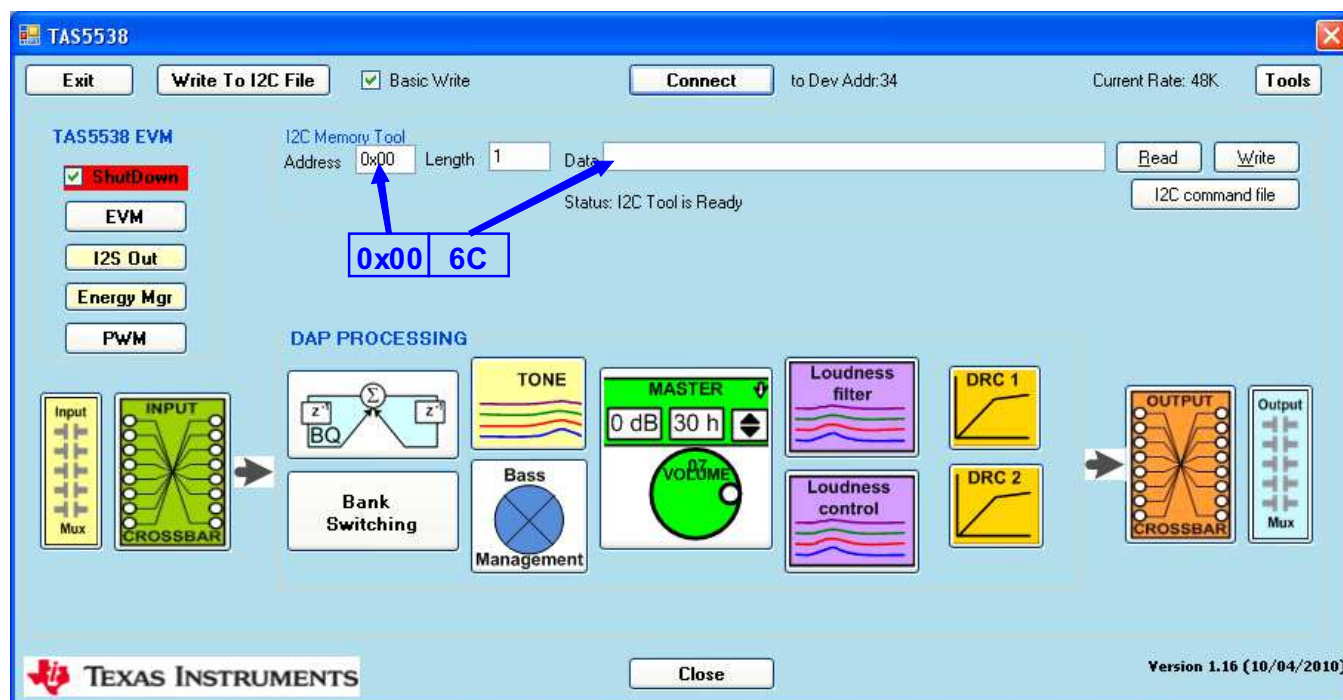 TAS5538
Exit Write To I2C File Basic Write Connect to Dev Addr:34 Current Rate: 48K Tools
TAS5538 EVM
ShutDown
EVM
I2S Out
Energy Mgr
PWM
I2C Memory Tool
Address 0x00 Length 1 Data Read Write
Status: I2C Tool is Ready I2C command file
0x00 6C
DAP PROCESSING
Input
Mux
INPUT
CROSSBAR
z⁻¹ Σ z⁻¹
BQ
Bank
Switching
TONE
Bass
Management
MASTER
0 dB 30 h
VOLUME
Loudness
filter
Loudness
control
DRC 1
DRC 2
OUTPUT
CROSSBAR
Output
Mux
TEXAS INSTRUMENTS
Close
Version 1.16 (10/04/2010)